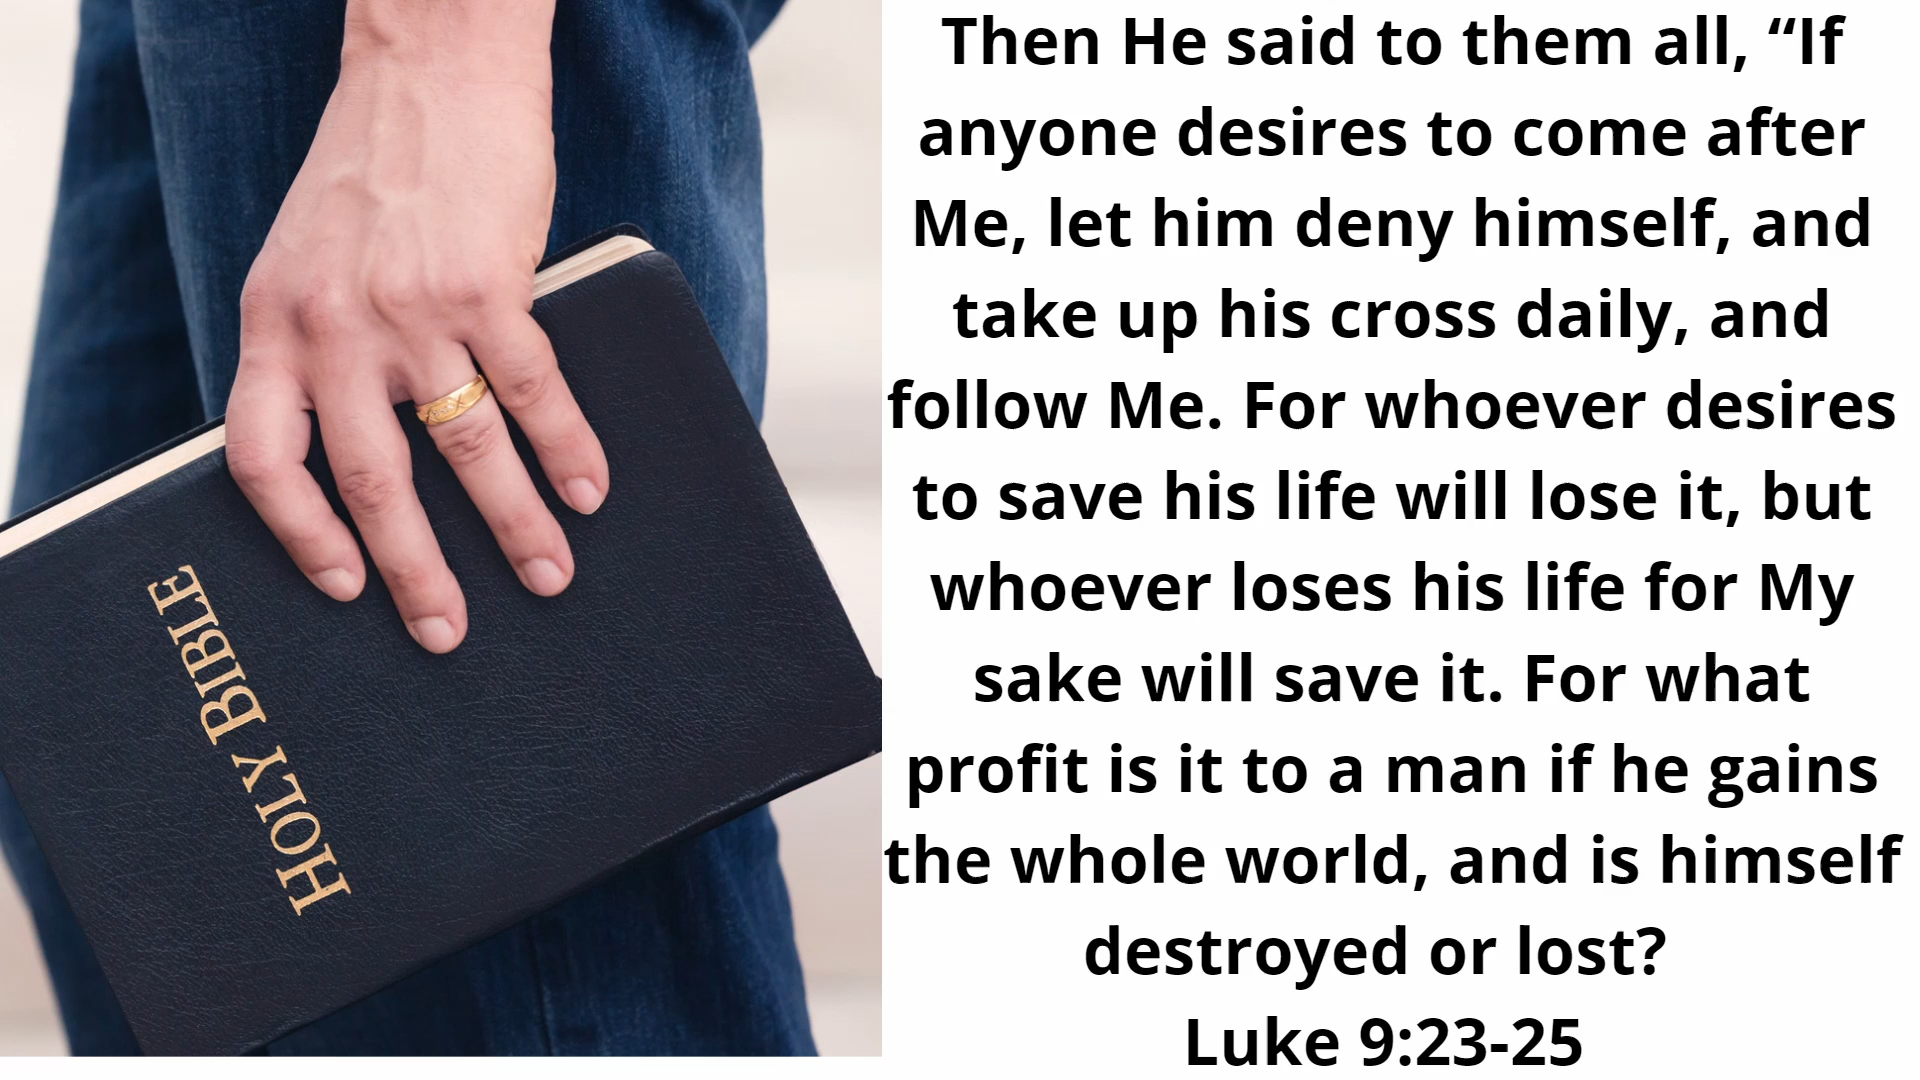 HOLY BIBLE
Then He said to them all, “If
anyone desires to come after
Me, let him deny himself, and
take up his cross daily, and
follow Me. For whoever desires
to save his life will lose it, but
whoever loses his life for My
sake will save it. For what
profit is it to a man if he gains
the whole world, and is himself
destroyed or lost?
Luke 9:23-25